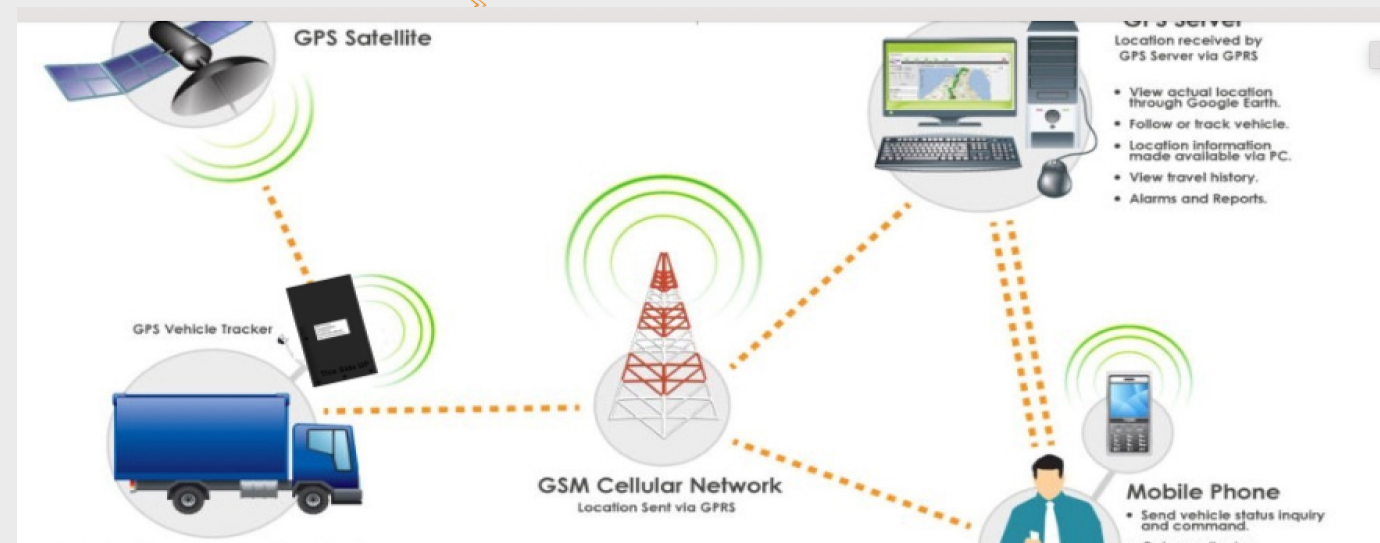 GPS Satellite
GPS Server
Location received by
GPS Server via GPRS
• View actual location
through Google Earth.
• Follow or track vehicle.
• Location information
made available via PC.
• View travel history.
• Alarms and Reports.
GPS Vehicle Tracker
GSM Cellular Network
Location Sent via GPRS
Mobile Phone
• Send vehicle status inquiry
and command.